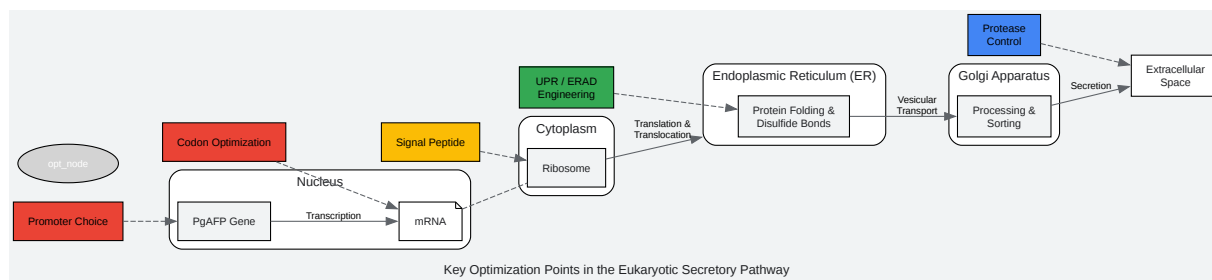 Protease
Control
Extracellular
Space
Endoplasmic Reticulum (ER)
Golgi Apparatus
UPR / ERAD
Engineering
Secretion
Vesicular
Transport
Protein Folding &
Disulfide Bonds
Processing &
Sorting
Cytoplasm
Translation &
Translocation
Codon Optimization
Signal Peptide
Ribosome
opt_node
Nucleus
Promoter Choice
PgAFP Gene
Transcription
mRNA
Key Optimization Points in the Eukaryotic Secretory Pathway